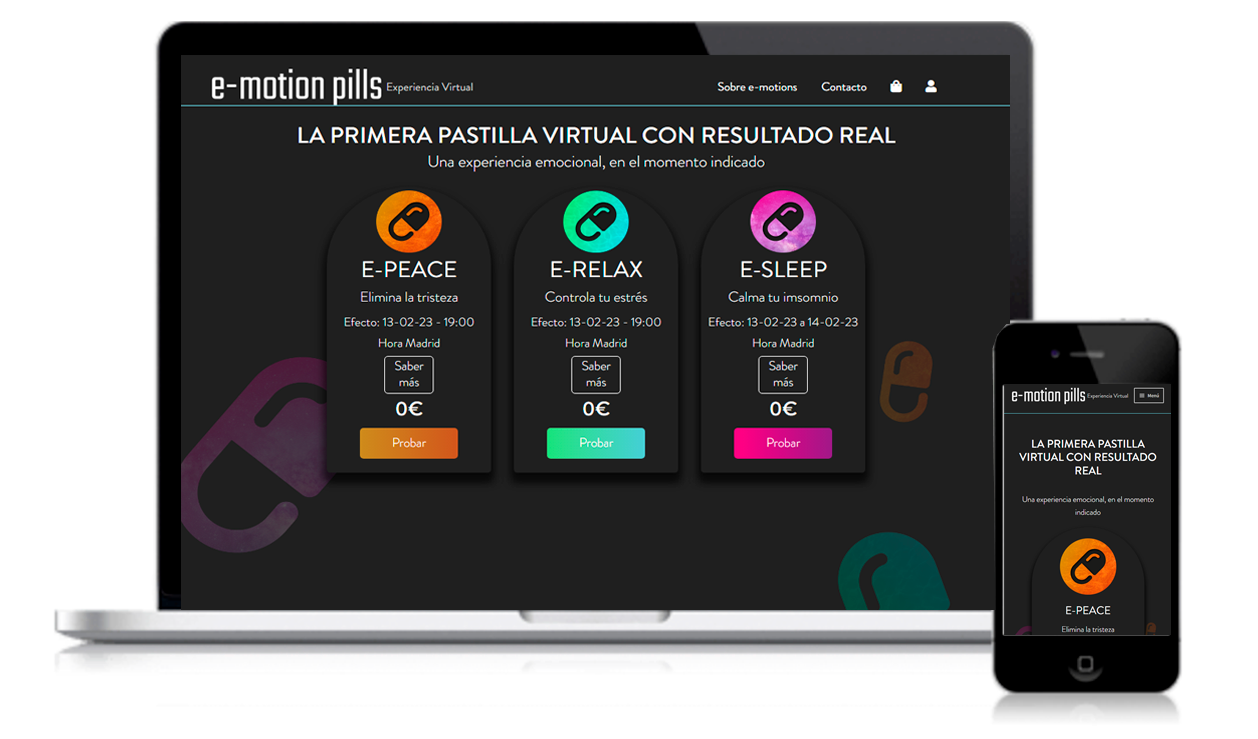 e-motion pills Experiencia Virtual
Sobre e-motions Contacto
LA PRIMERA PASTILLA VIRTUAL CON RESULTADO REAL
Una experiencia emocional, en el momento indicado
E-PEACE
Elimina la tristeza
Efecto: 13-02-23 - 19:00
Hora Madrid
Saber
más
0€
Probar
E-RELAX
Controla tu estrés
Efecto: 13-02-23 - 19:00
Hora Madrid
Saber
más
0€
Probar
E-SLEEP
Calma tu imsomnio
Efecto: 13-02-23 a 14-02-23
Hora Madrid
Saber
más
0€
Probar
e-motion pills Experiencia Virtual
Menú
LA PRIMERA PASTILLA
VIRTUAL CON RESULTADO
REAL
Una experiencia emocional, en el momento
indicado
E-PEACE
Elimina la tristeza